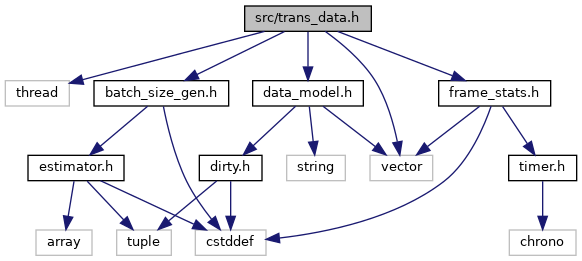 src/trans_data.h
thread
batch_size_gen.h
data_model.h
frame_stats.h
estimator.h
dirty.h
string
vector
timer.h
array
tuple
cstddef
chrono